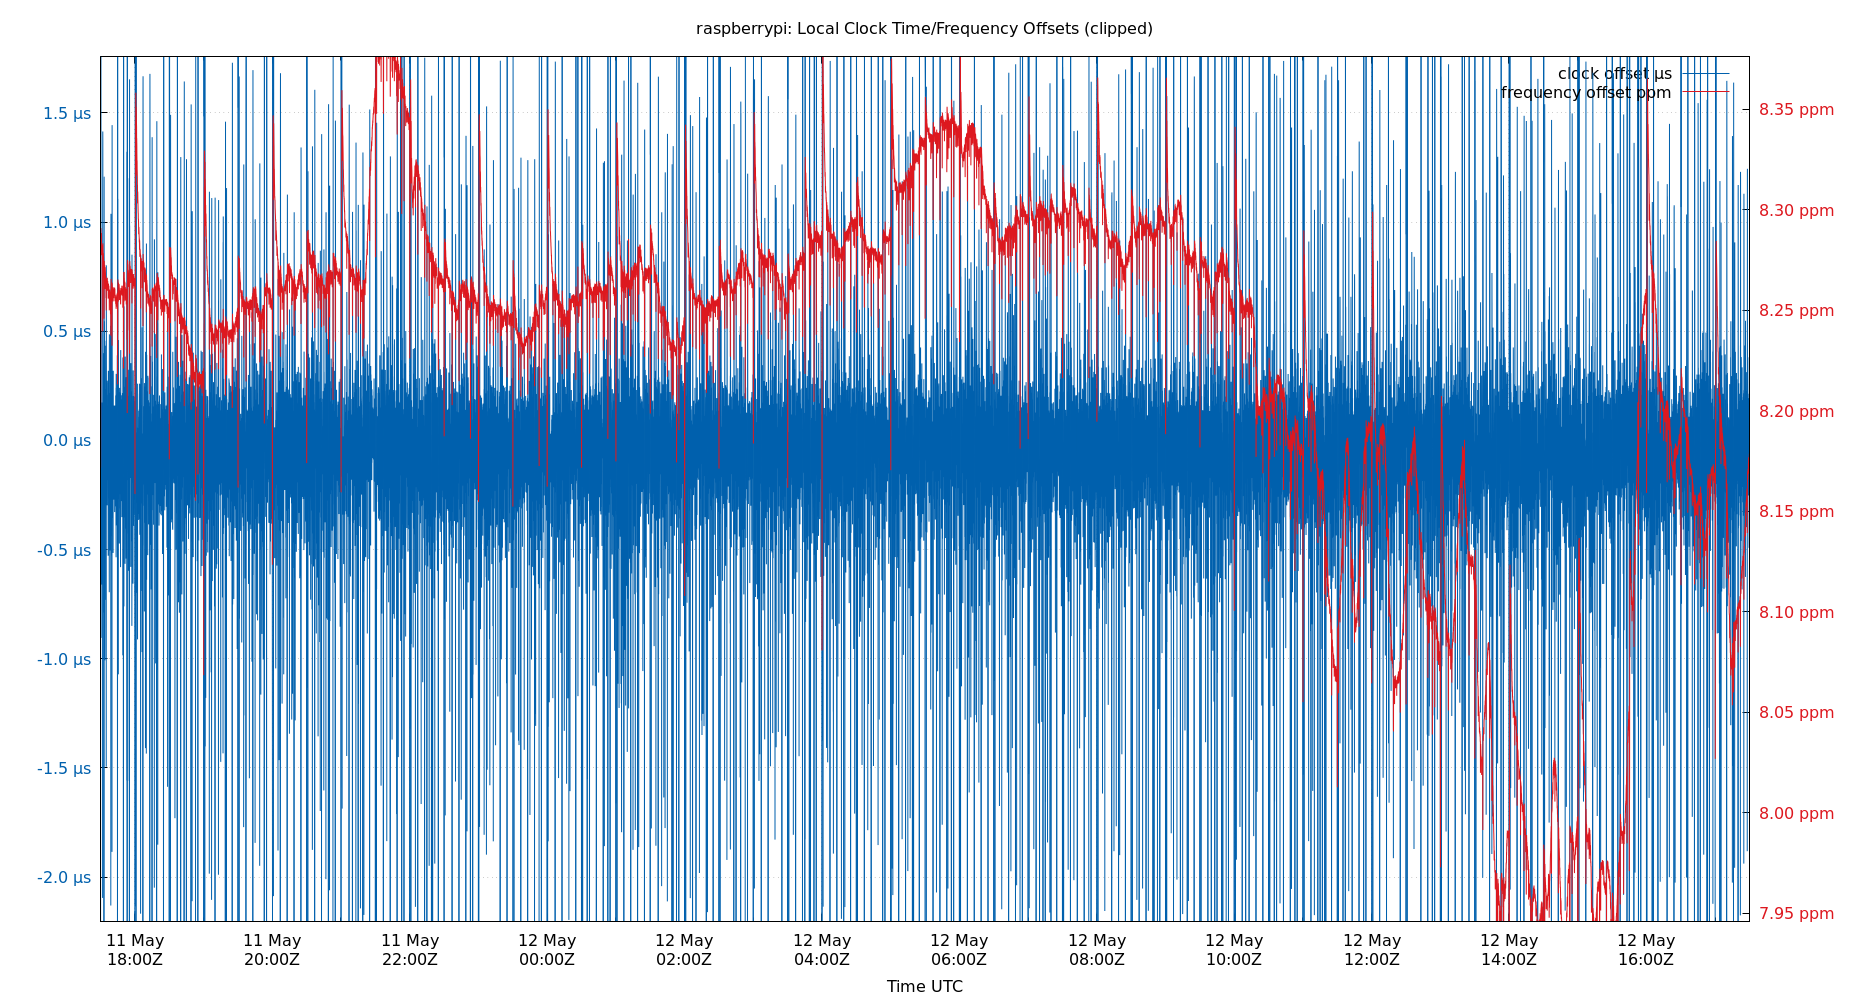 raspberrypi: Local Clock Time/Frequency Offsets (clipped)
clock offset µs
frequency offset ppm
1.5 µs
1.0 µs
0.5 µs
0.0 µs
-0.5 µs
-1.0 µs
-1.5 µs
-2.0 µs
8.35 ppm
8.30 ppm
8.25 ppm
8.20 ppm
8.15 ppm
8.10 ppm
8.05 ppm
8.00 ppm
7.95 ppm
11 May 11 May 11 May 12 May 12 May 12 May 12 May 12 May 12 May 12 May 12 May 12 May
18:00Z 20:00Z 22:00Z 00:00Z 02:00Z 04:00Z 06:00Z 08:00Z 10:00Z 12:00Z 14:00Z 16:00Z
Time UTC